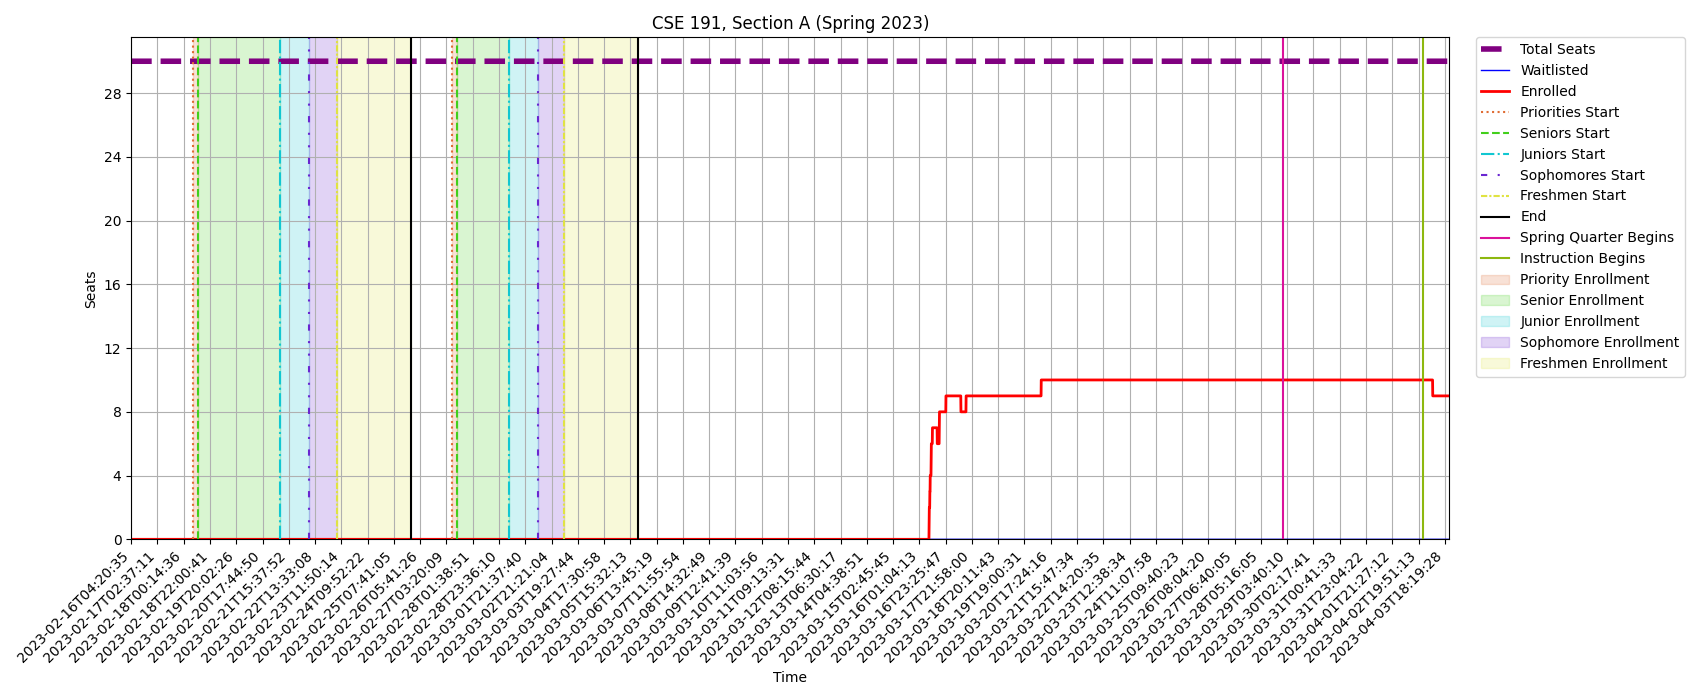 CSE 191, Section A (Spring 2023)
Seats
28
24
20
16
12
8
4
0
2023-02-16T04:20:35
2023-02-17T02:37:11
2023-02-18T00:14:36
2023-02-18T22:00:41
2023-02-19T20:02:26
2023-02-20T17:44:50
2023-02-21T15:37:52
2023-02-22T13:33:08
2023-02-23T11:50:14
2023-02-24T09:52:22
2023-02-25T07:41:05
2023-02-26T05:41:26
2023-02-27T03:20:09
2023-02-28T01:38:51
2023-02-28T23:36:10
2023-03-01T21:37:40
2023-03-02T21:21:04
2023-03-03T19:27:44
2023-03-04T17:30:58
2023-03-05T15:32:13
2023-03-06T13:45:19
2023-03-07T11:55:54
2023-03-08T14:32:49
2023-03-09T12:41:39
2023-03-10T11:03:56
2023-03-11T09:13:31
2023-03-12T08:15:44
2023-03-13T06:30:17
2023-03-14T04:38:51
2023-03-15T02:45:45
2023-03-16T01:04:13
2023-03-16T23:25:47
2023-03-17T21:58:00
2023-03-18T20:11:43
2023-03-19T19:00:31
2023-03-20T17:24:16
2023-03-21T15:47:34
2023-03-22T14:20:35
2023-03-23T12:38:34
2023-03-24T11:07:58
2023-03-25T09:40:23
2023-03-26T08:04:20
2023-03-27T06:40:05
2023-03-28T05:16:05
2023-03-29T03:40:10
2023-03-30T02:17:41
2023-03-31T00:41:33
2023-03-31T23:04:22
2023-04-01T21:27:12
2023-04-02T19:51:13
2023-04-03T18:19:28
Time
Total Seats
Waitlisted
Enrolled
Priorities Start
Seniors Start
Juniors Start
Sophomores Start
Freshmen Start
End
Spring Quarter Begins
Instruction Begins
Priority Enrollment
Senior Enrollment
Junior Enrollment
Sophomore Enrollment
Freshmen Enrollment